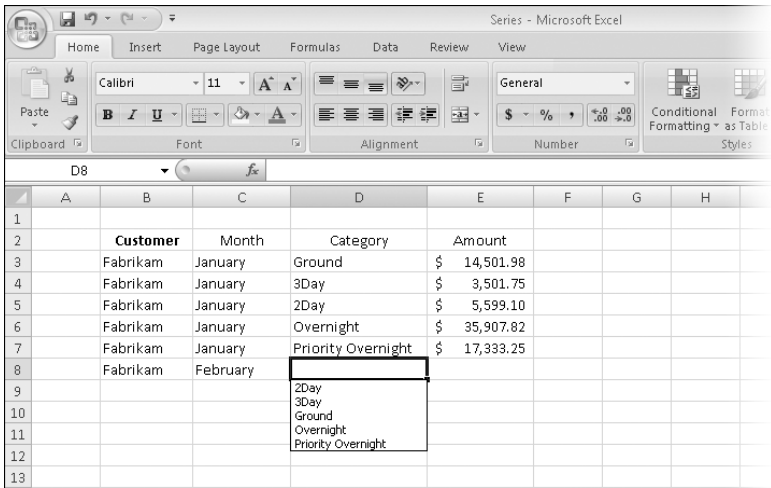 Series - Microsoft Excel
Home Insert Page Layout Formulas Data Review View
Calibri 11 A A General
Paste B I U A $ % , .0 .00 .00 .0 Conditional Format
Formatting as Table
Clipboard Font Alignment Number Styles
D8 fx
A B C D E F G H
1
2 Customer Month Category Amount
3 Fabrikam January Ground $ 14,501.98
4 Fabrikam January 3Day $ 3,501.75
5 Fabrikam January 2Day $ 5,599.10
6 Fabrikam January Overnight $ 35,907.82
7 Fabrikam January Priority Overnight $ 17,333.25
8 Fabrikam February
9 2Day
3Day
10 Ground
11 Overnight
Priority Overnight
12
13